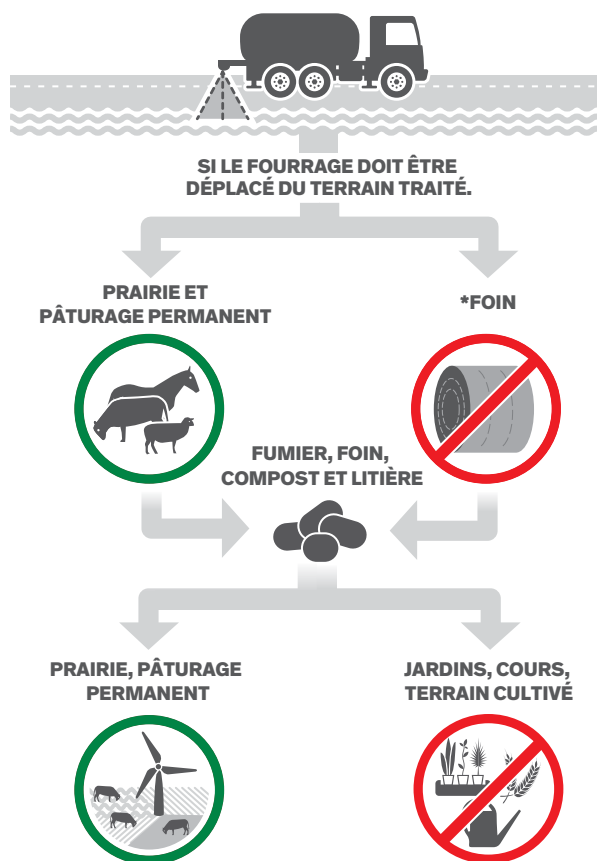 SI LE FOURRAGE DOIT ÊTRE
DÉPLACÉ DU TERRAIN TRAITÉ.
PRAIRIE ET
PÂTURAGE PERMANENT
*FOIN
FUMIER, FOIN,
COMPOST ET LITIÈRE
PRAIRIE, PÂTURAGE
PERMANENT
JARDINS, COURS,
TERRAIN CULTIVÉ